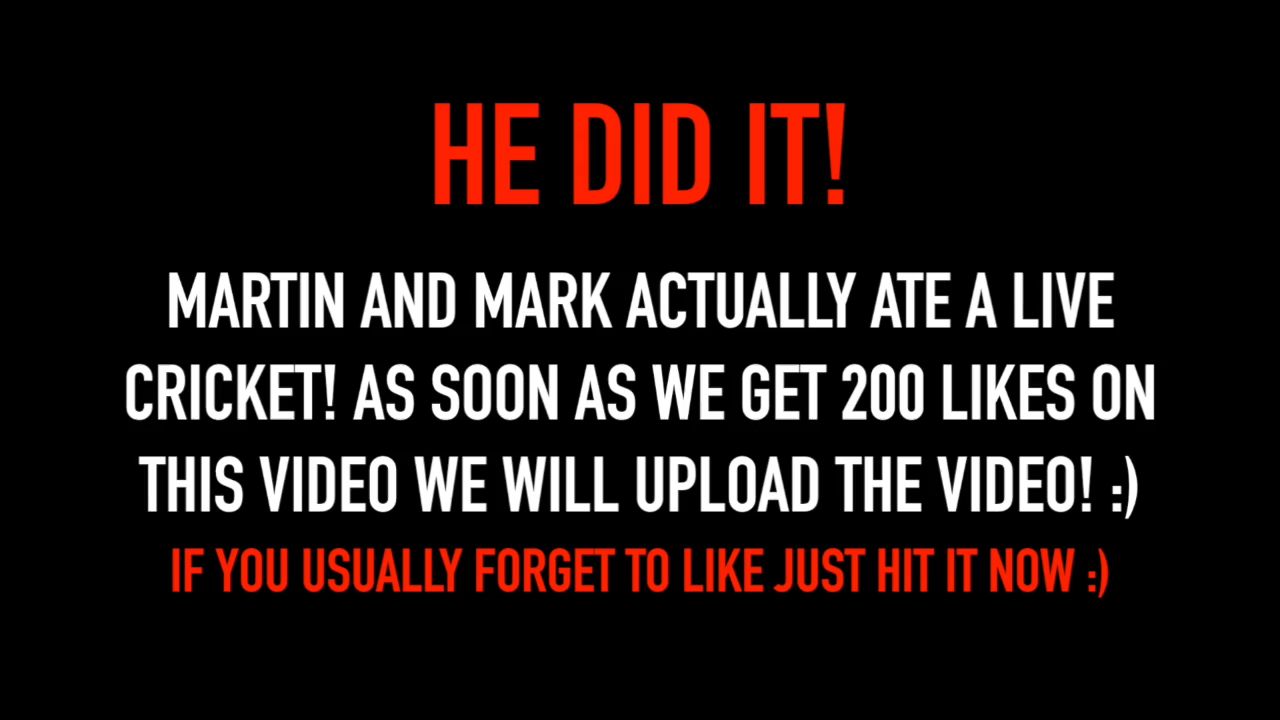 HE DID IT!
MARTIN AND MARK ACTUALLY ATE A LIVE
CRICKET! AS SOON AS WE GET 200 LIKES ON
THIS VIDEO WE WILL UPLOAD THE VIDEO! :)
IF YOU USUALLY FORGET TO LIKE JUST HIT IT NOW :)